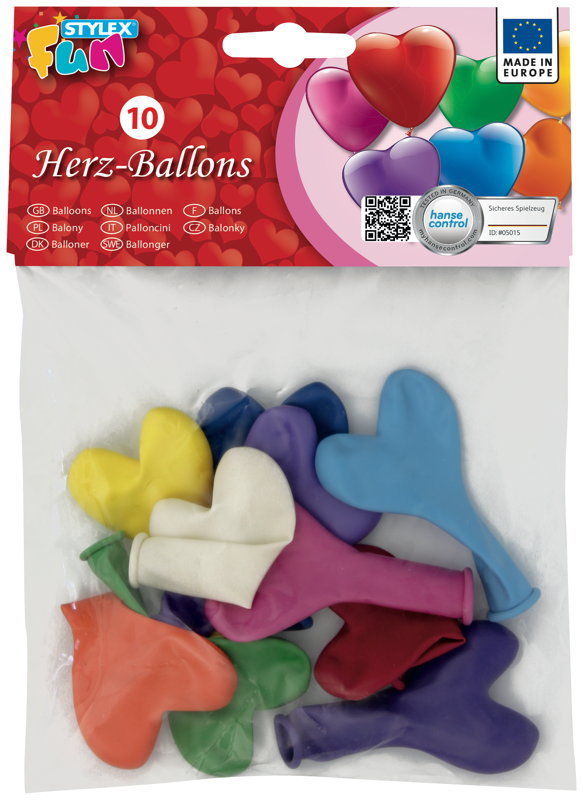 STYLEX®
FUN
MADE IN
EUROPE
10
Herz-Ballons
GB Balloons NL Ballonnen F Ballons
PL Balony IT Palloncini CZ Balonky
DK Balloner SWE Ballonger
TESTED IN GERMANY
hanse
control
myhansecontrol.com
Sicheres Spielzeug
ID: #05015